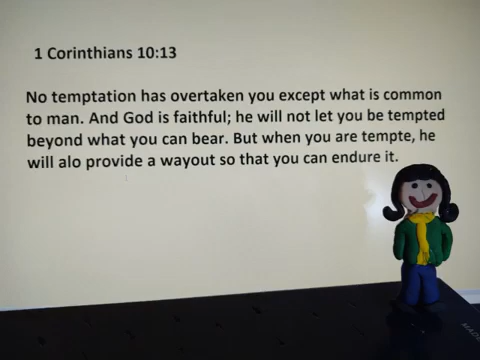 1 Corinthians 10:13
No temptation has overtaken you except what is common
to man. And God is faithful; he will not let you be tempted
beyond what you can bear. But when you are tempte, he
will alo provide a wayout so that you can endure it.